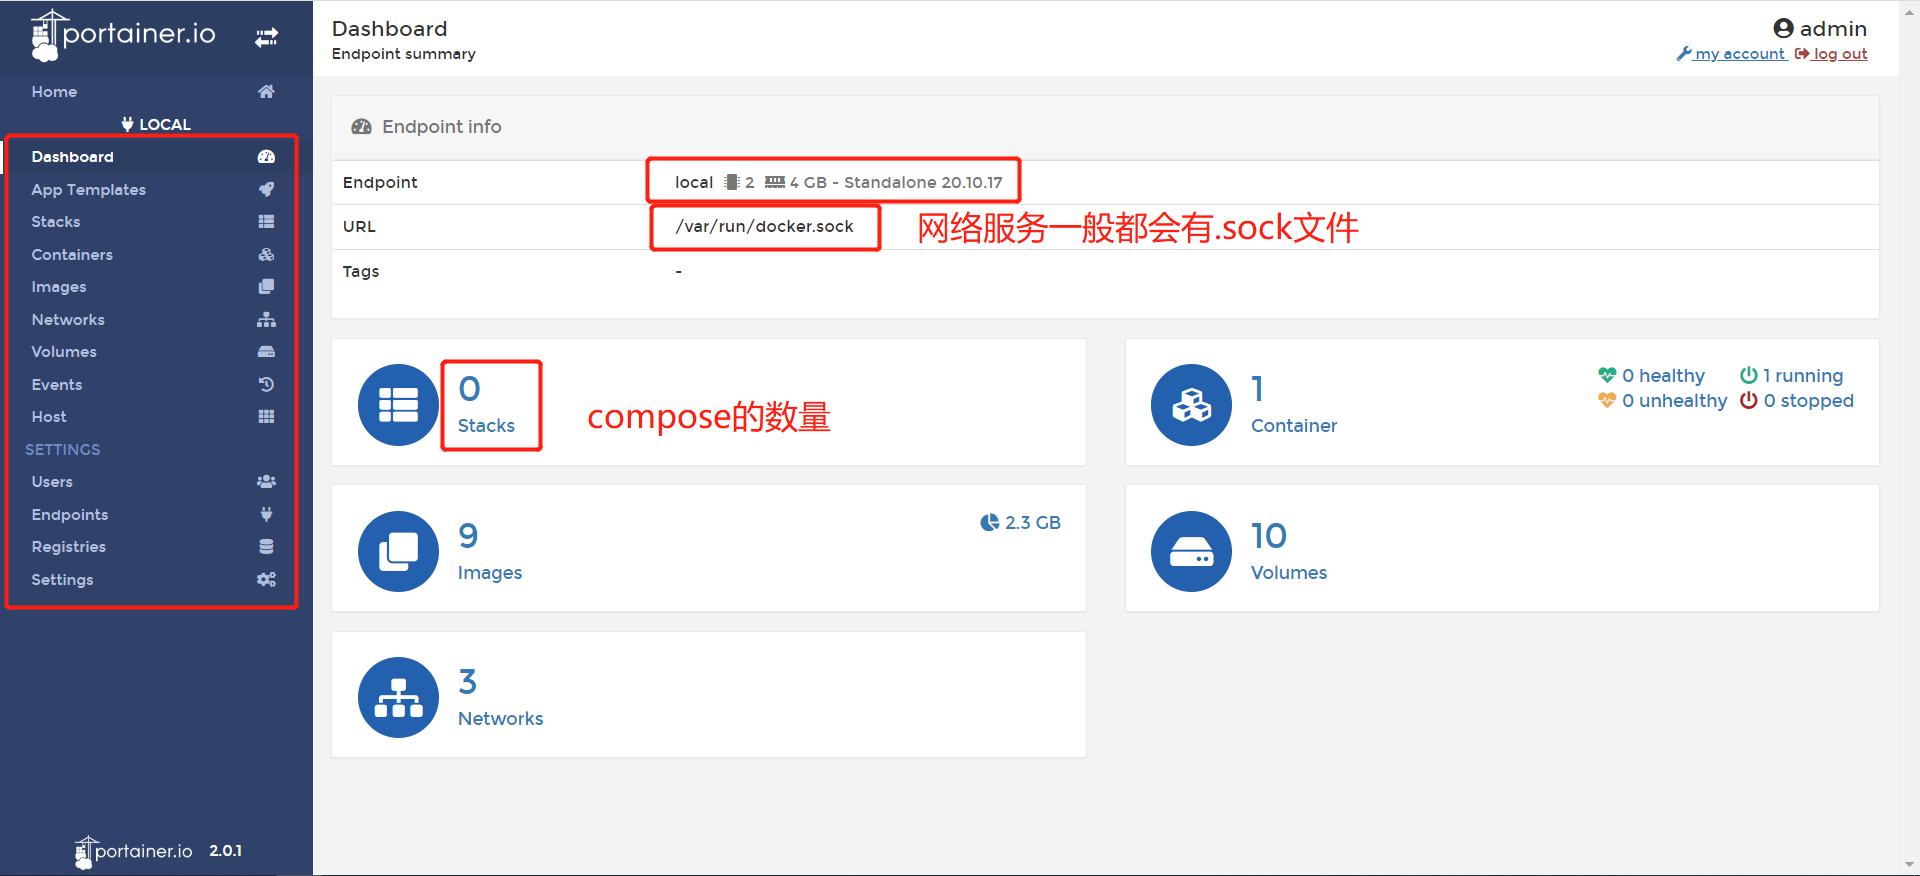 portainer.io
Home
LOCAL
Dashboard
App Templates
Stacks
Containers
Images
Networks
Volumes
Events
Host
SETTINGS
Users
Endpoints
Registries
Settings
portainer.io 2.0.1
Dashboard
Endpoint summary
admin
my account log out
Endpoint info
Endpoint local 2 4 GB - Standalone 20.10.17
URL /var/run/docker.sock 网络服务一般都会有.sock文件
Tags -
0
Stacks
compose的数量
1
Container
0 healthy 1 running
0 unhealthy 0 stopped
9
Images
2.3 GB
10
Volumes
3
Networks